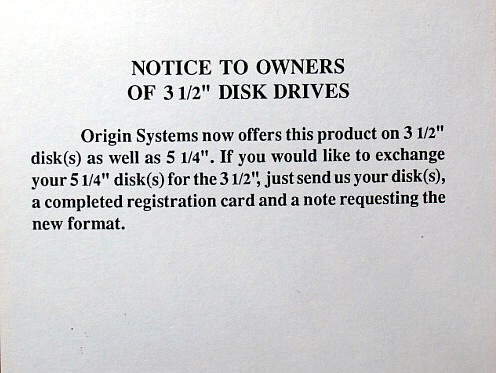 NOTICE TO OWNERS
OF 3 1/2" DISK DRIVES
Origin Systems now offers this product on 3 1/2"
disk(s) as well as 5 1/4". If you would like to exchange
your 5 1/4" disk(s) for the 3 1/2", just send us your disk(s),
a completed registration card and a note requesting the
new format.